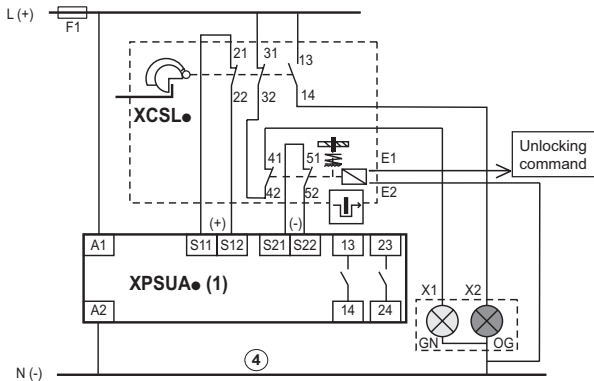 L (+)
F1
21
31
13
22
32
14
XCSL●
41
51
E1
Unlocking
command
42
52
E2
(+)
(-)
A1
S11
S12
S21
S22
13
23
XPSUA● (1)
X1
X2
A2
14
24
GN
OG
4
N (-)